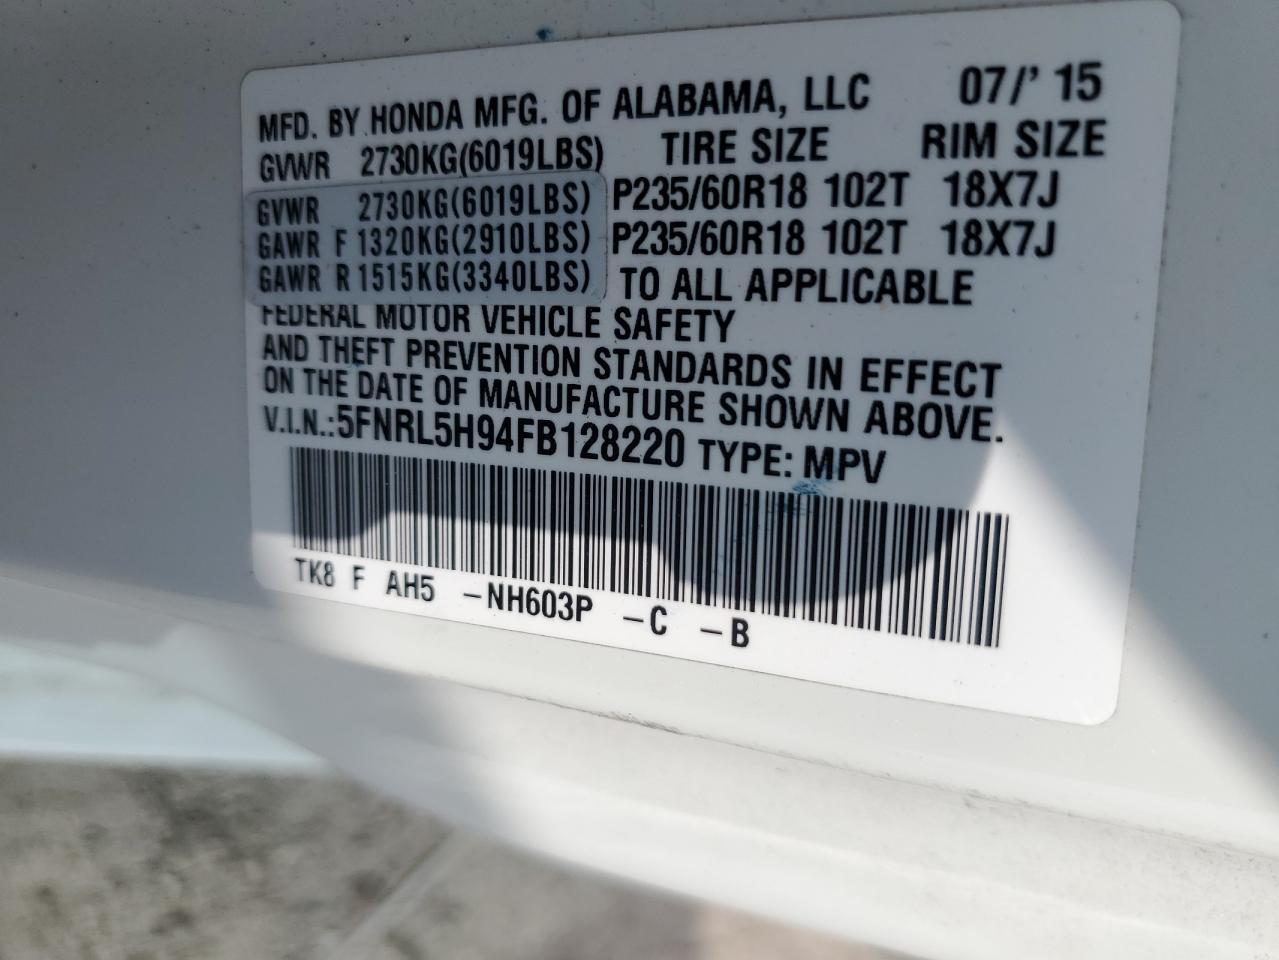 MFD. BY HONDA MFG. OF ALABAMA, LLC 07/' 15
GVWR 2730KG(6019LBS) TIRE SIZE RIM SIZE
GVWR 2730KG(6019LBS) P235/60R18 102T 18X7J
GAWR F 1320KG(2910LBS) P235/60R18 102T 18X7J
GAWR R 1515KG(3340LBS) TO ALL APPLICABLE
FEDERAL MOTOR VEHICLE SAFETY
AND THEFT PREVENTION STANDARDS IN EFFECT
ON THE DATE OF MANUFACTURE SHOWN ABOVE.
V.I.N.:5FNRL5H94FB128220 TYPE: MPV
TK8 F AH5 -NH603P -C -B